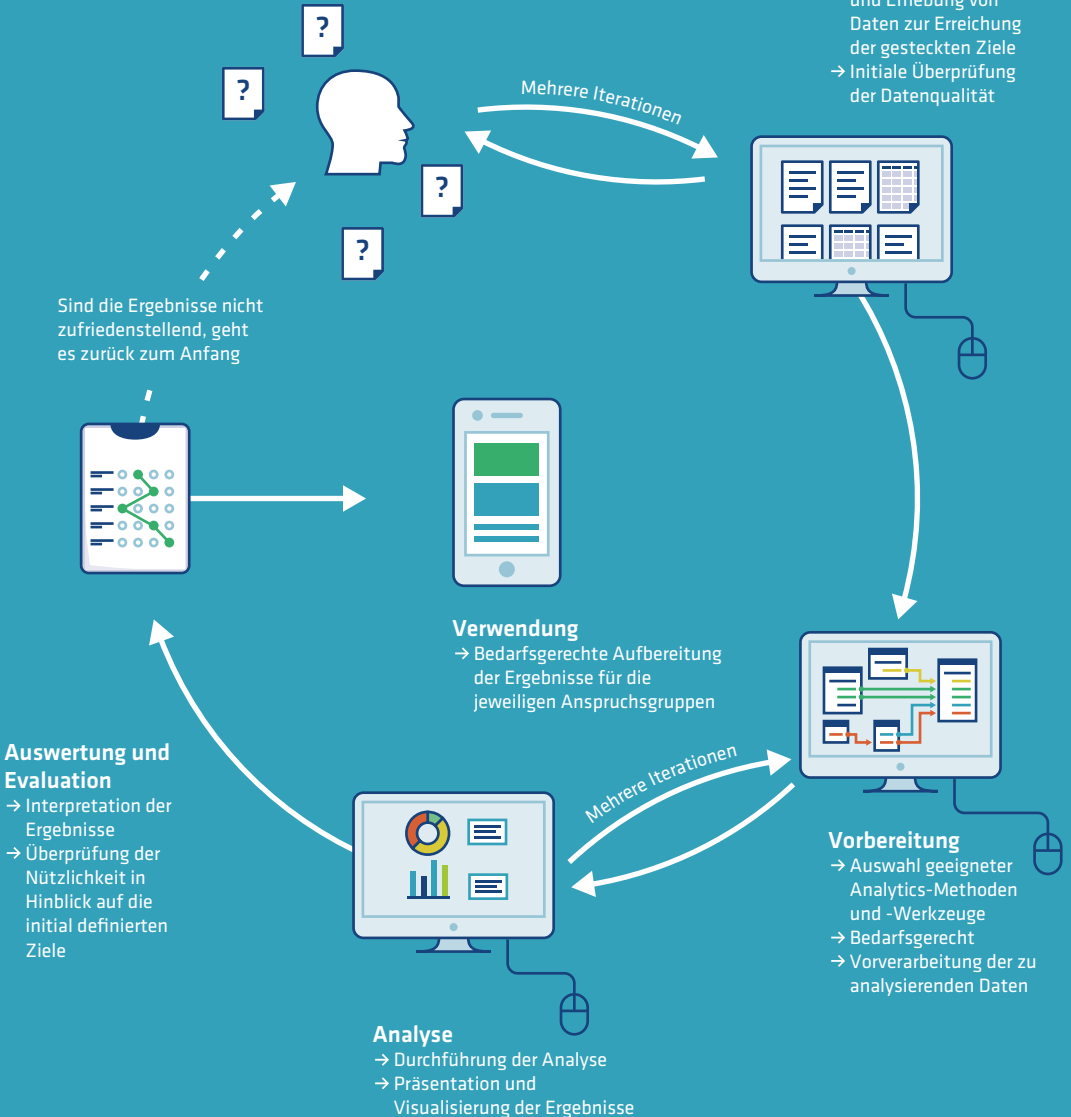 und Erhebung von
Daten zur Erreichung
der gesteckten Ziele
→ Initiale Überprüfung
der Datenqualität
?
?
?
?
Mehrere Iterationen
Sind die Ergebnisse nicht
zufriedenstellend, geht
es zurück zum Anfang
Verwendung
→ Bedarfsgerechte Aufbereitung
der Ergebnisse für die
jeweiligen Anspruchsgruppen
Auswertung und
Evaluation
→ Interpretation der
Ergebnisse
→ Überprüfung der
Nützlichkeit in
Hinblick auf die
initial definierten
Ziele
Mehrere Iterationen
Vorbereitung
→ Auswahl geeigneter
Analytics-Methoden
und -Werkzeuge
→ Bedarfsgerecht
→ Vorverarbeitung der zu
analysierenden Daten
Analyse
→ Durchführung der Analyse
→ Präsentation und
Visualisierung der Ergebnisse